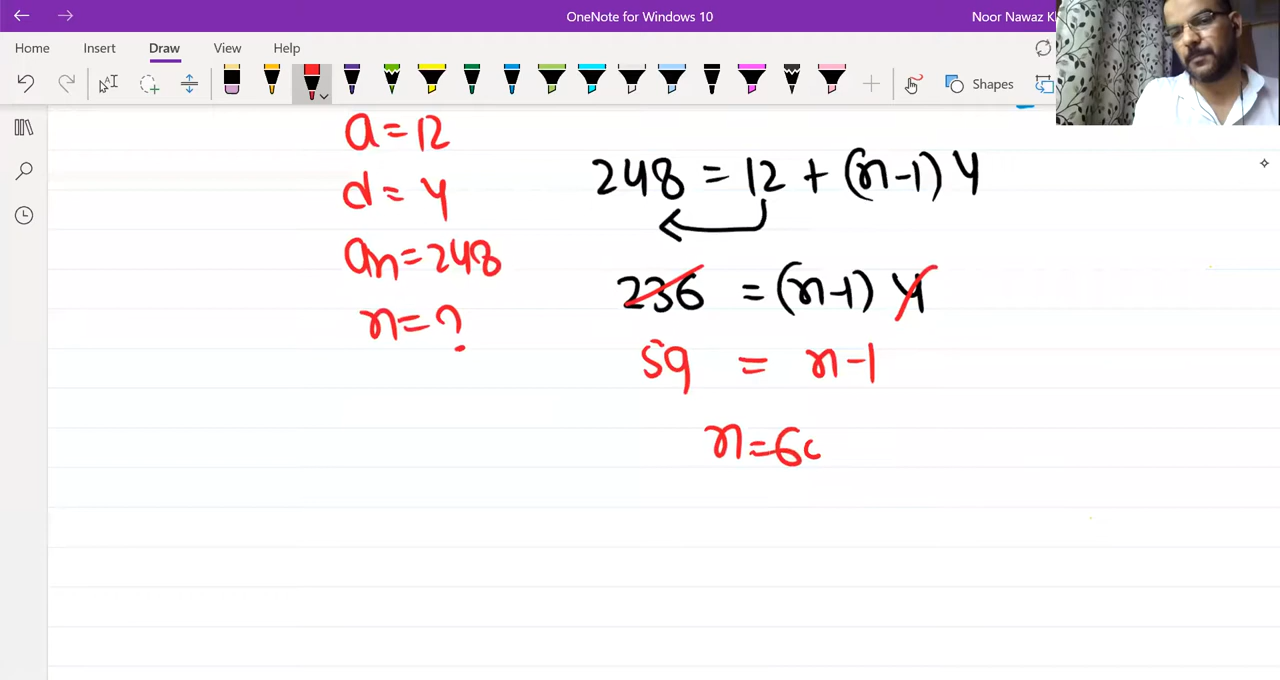 OneNote for Windows 10
Noor Nawaz K
Home Insert Draw View Help
Shapes
a = 12
d = 4
an = 248
n = ?
248 = 12 + (n-1) 4
236 = (n-1) 4
59 = n-1
n = 6